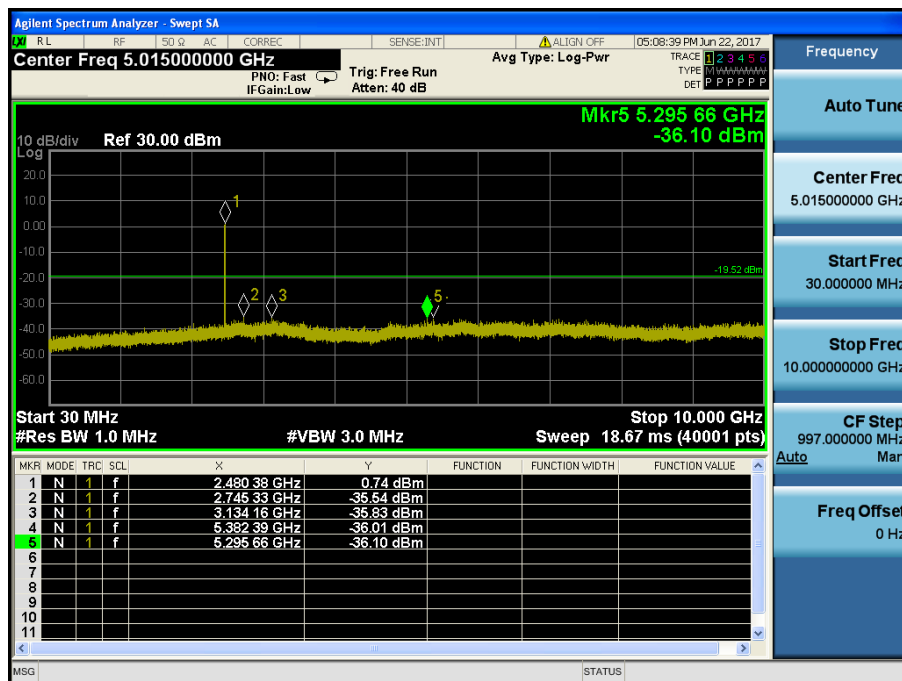 Agilent Spectrum Analyzer - Swept SA
LXI RL RF 50 Ω AC CORREC SENSE:INT ALIGN OFF 05:08:39 PM Jun 22, 2017
Center Freq 5.015000000 GHz
PNO: Fast
IFGain:Low
Trig: Free Run
Atten: 40 dB
Avg Type: Log-Pwr
TRACE 1 2 3 4 5 6
TYPE M
DET P P P P P P
Mkr5 5.295 66 GHz
-36.10 dBm
10 dB/div Ref 30.00 dBm
Log
20.0
10.0
0.00
-10.0
-20.0
-30.0
-40.0
-50.0
-60.0
1
2
3
5
-19.52 dBm
Start 30 MHz Stop 10.000 GHz
#Res BW 1.0 MHz #VBW 3.0 MHz Sweep 18.67 ms (40001 pts)
MKR MODE TRC SCL X Y FUNCTION FUNCTION WIDTH FUNCTION VALUE
1 N 1 f 2.480 38 GHz 0.74 dBm
2 N 1 f 2.745 33 GHz -35.54 dBm
3 N 1 f 3.134 16 GHz -35.83 dBm
4 N 1 f 5.382 39 GHz -36.01 dBm
5 N 1 f 5.295 66 GHz -36.10 dBm
6
7
8
9
10
11
MSG STATUS
Frequency
Auto Tune
Center Freq
5.015000000 GHz
Start Freq
30.000000 MHz
Stop Freq
10.000000000 GHz
CF Step
997.000000 MHz
Auto Man
Freq Offset
0 Hz